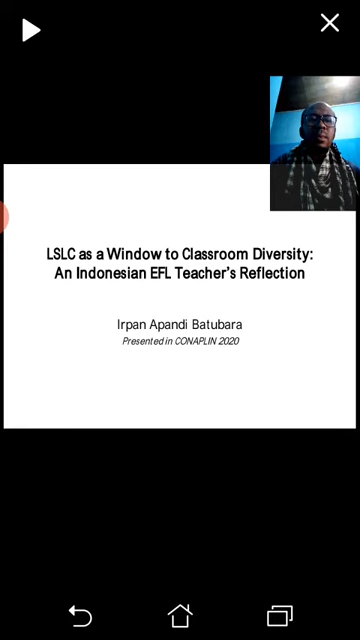 LSLC as a Window to Classroom Diversity:
An Indonesian EFL Teacher's Reflection
Irpan Apandi Batubara
Presented in CONAPLIN 2020